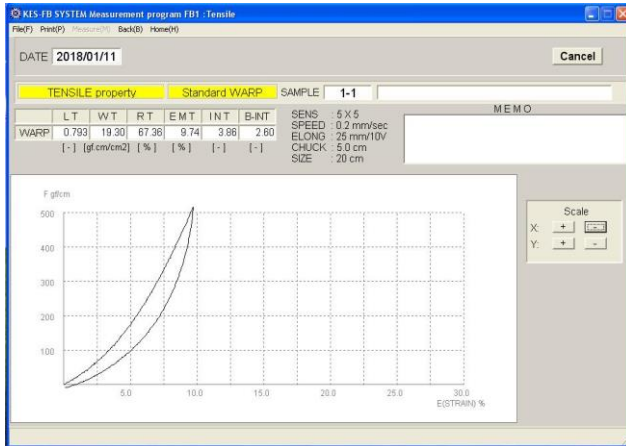 KES-FB SYSTEM Measurement program FB1 :Tensile
File(F) Print(P) Measure(M) Back(B) Home(H)
DATE 2018/01/11 Cancel
TENSILE property Standard WARP SAMPLE 1-1
LT WT RT EMT INT B-INT
WARP 0.793 19.30 67.36 9.74 3.86 2.60
[-] [gf.cm/cm2] [%] [%] [-] [-]
SENS : 5 X 5
SPEED : 0.2 mm/sec
ELONG : 25 mm/10V
CHUCK : 5.0 cm
SIZE : 20 cm
MEMO
F gf/cm
500
400
300
200
100
5.0 10.0 15.0 20.0 25.0 30.0
E(STRAIN) %
Scale
X: + -
Y: + -